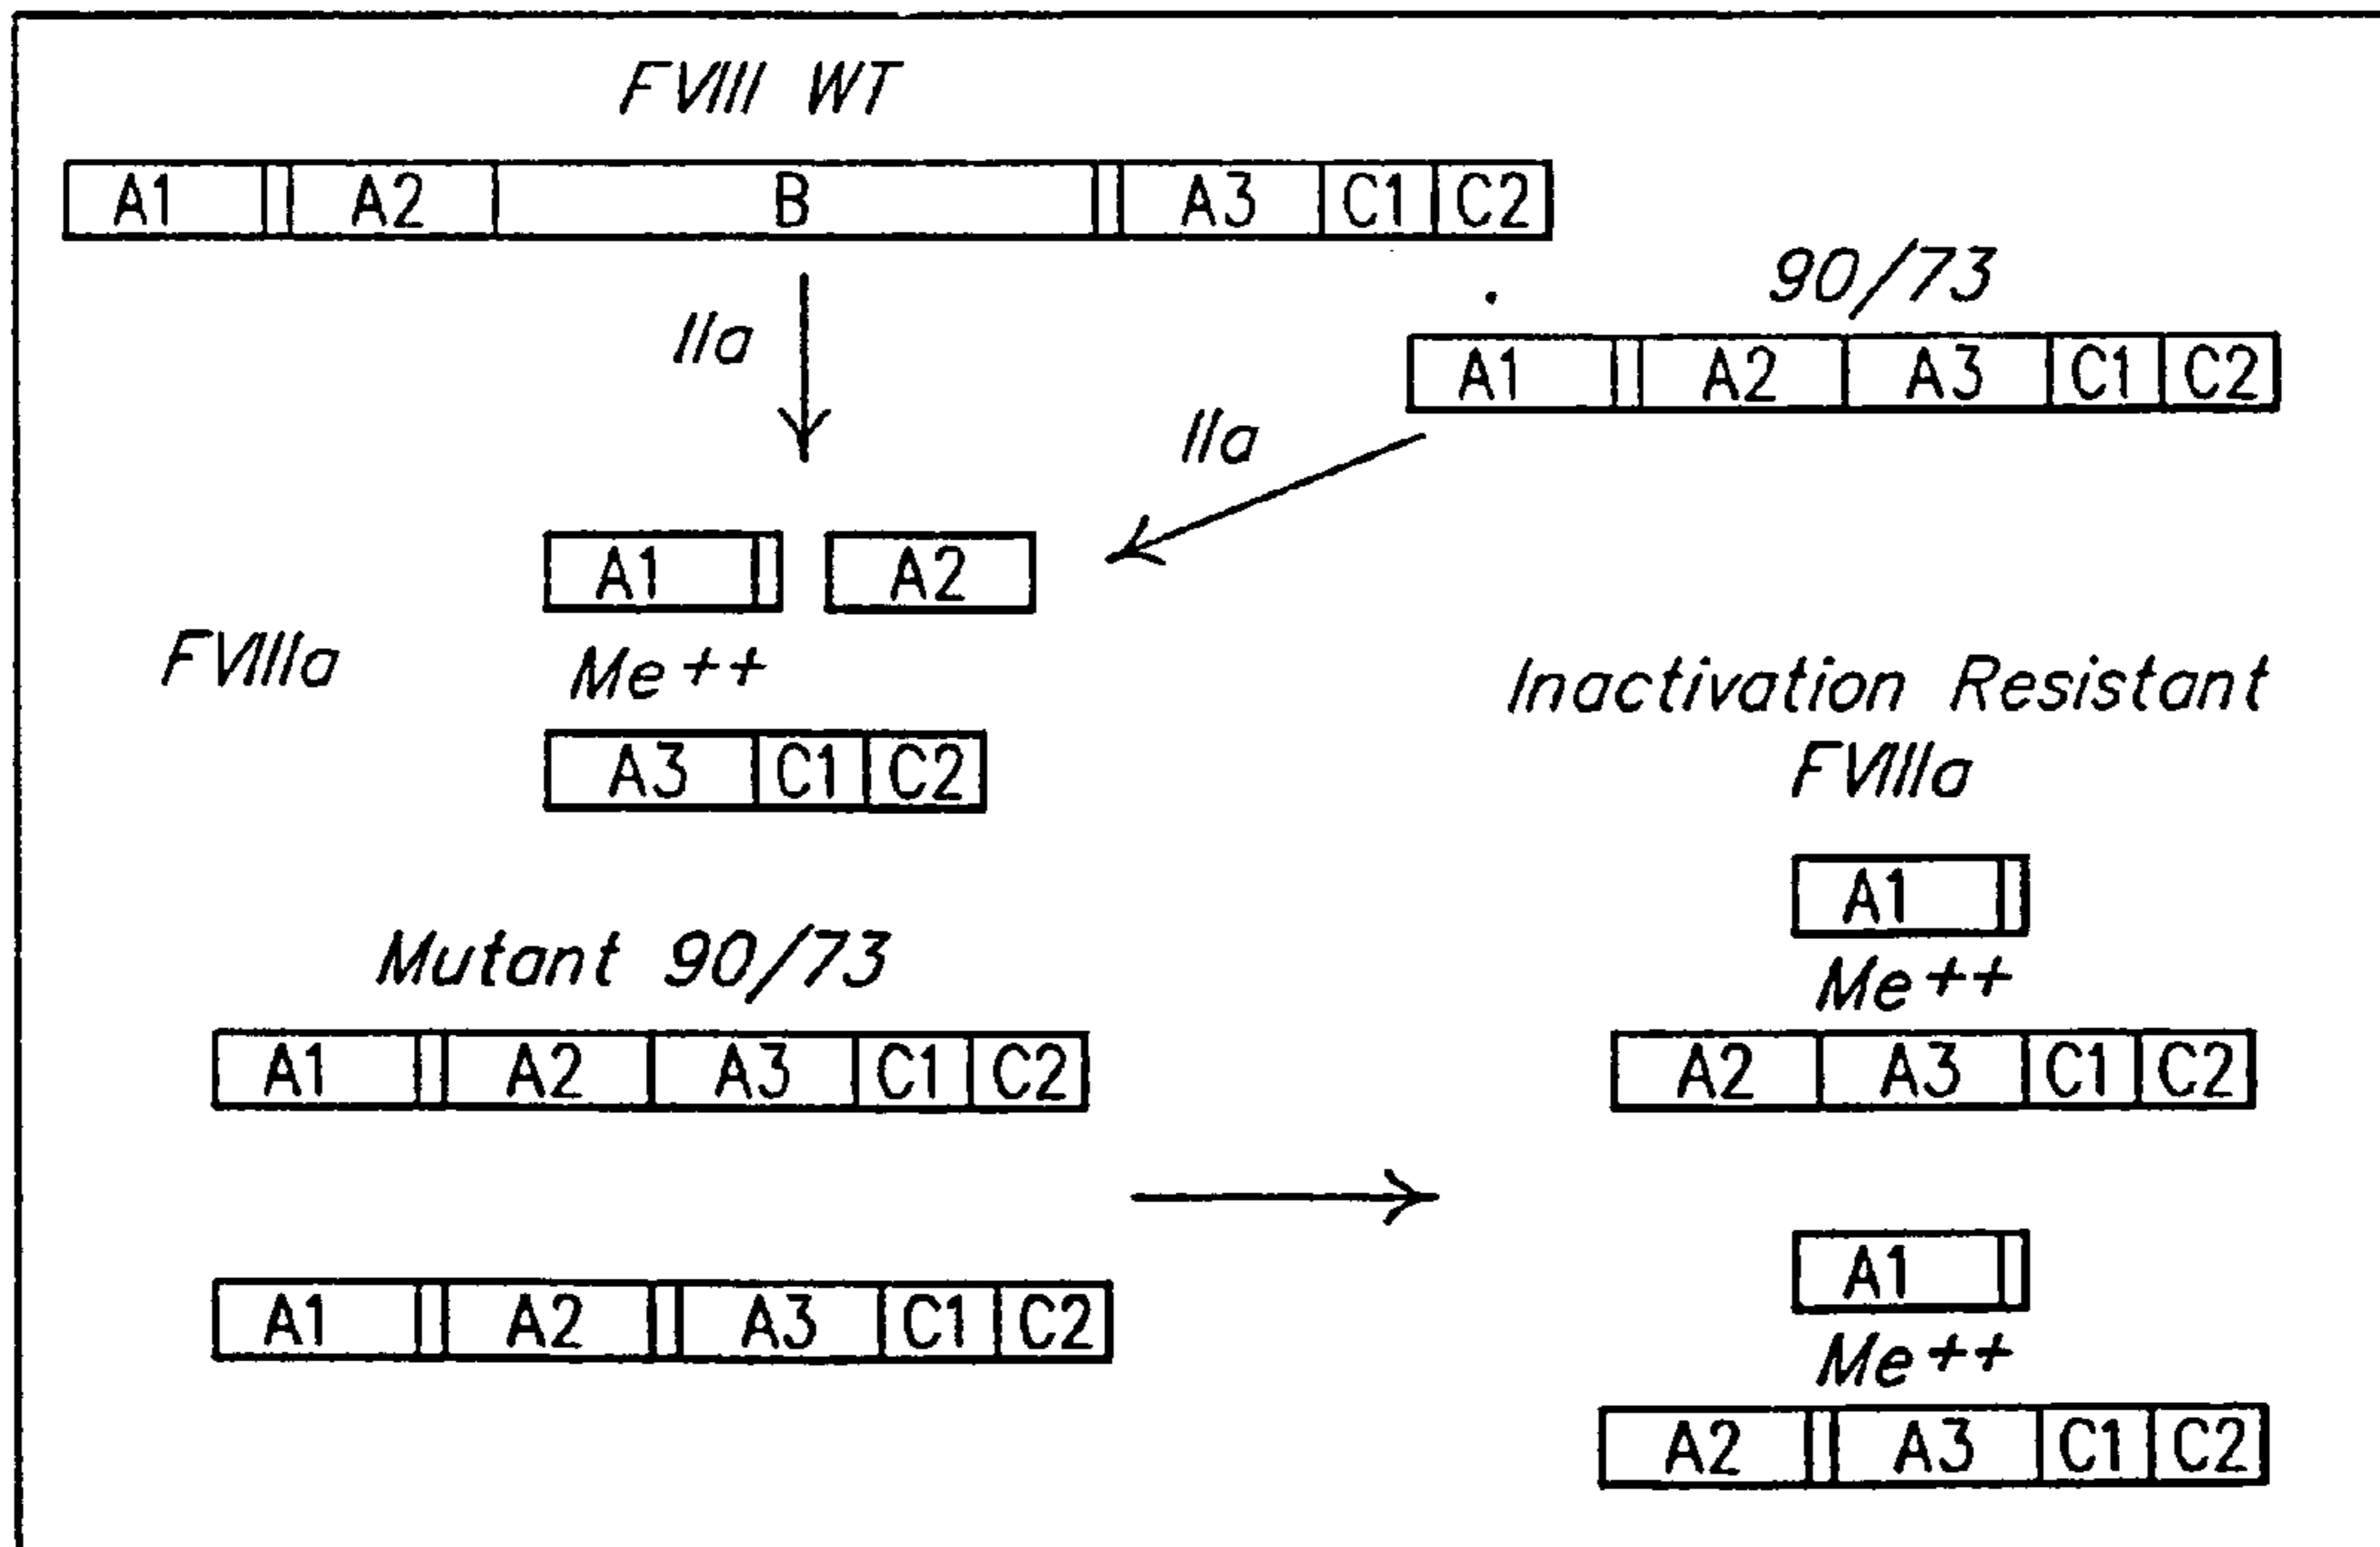 FVIII WT
A1 A2 B A3 C1 C2
90/73
IIa
A1 A2 A3 C1 C2
IIa
A1 A2
FVIIIa
Me++
A3 C1 C2
Inactivation Resistant
FVIIIa
A1
Me++
A2 A3 C1 C2
Mutant 90/73
A1 A2 A3 C1 C2
A1 A2 A3 C1 C2
A1
Me++
A2 A3 C1 C2